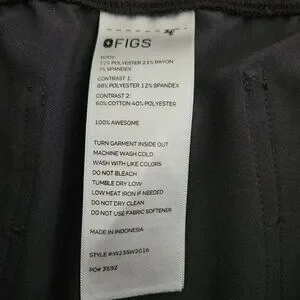 FIGS
BODY:
72% POLYESTER 21% RAYON
7% SPANDEX
CONTRAST 1:
88% POLYESTER 12% SPANDEX
CONTRAST 2:
60% COTTON 40% POLYESTER
100% AWESOME
TURN GARMENT INSIDE OUT
MACHINE WASH COLD
WASH WITH LIKE COLORS
DO NOT BLEACH
TUMBLE DRY LOW
LOW HEAT IRON IF NEEDED
DO NOT DRY CLEAN
DO NOT USE FABRIC SOFTENER
MADE IN INDONESIA
STYLE #:W23SW2016
PO# 3592